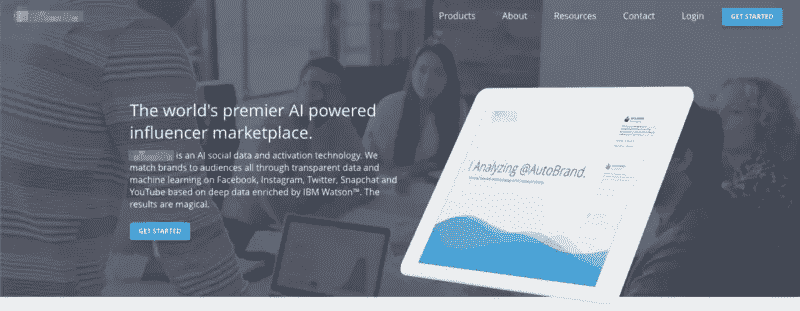 Products About Resources Contact Login GET STARTED
The world's premier AI powered
influencer marketplace.
is an AI social data and activation technology. We
match brands to audiences all through transparent data and
machine learning on Facebook, Instagram, Twitter, Snapchat and
YouTube based on deep data enriched by IBM Watson™. The
results are magical.
GET STARTED
Analyzing @AutoBrand.